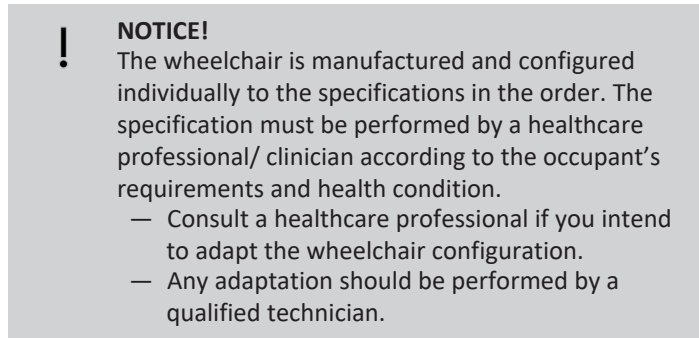 !
NOTICE!
The wheelchair is manufactured and configured
individually to the specifications in the order. The
specification must be performed by a healthcare
professional/ clinician according to the occupant’s
requirements and health condition.
— Consult a healthcare professional if you intend
to adapt the wheelchair configuration.
— Any adaptation should be performed by a
qualified technician.